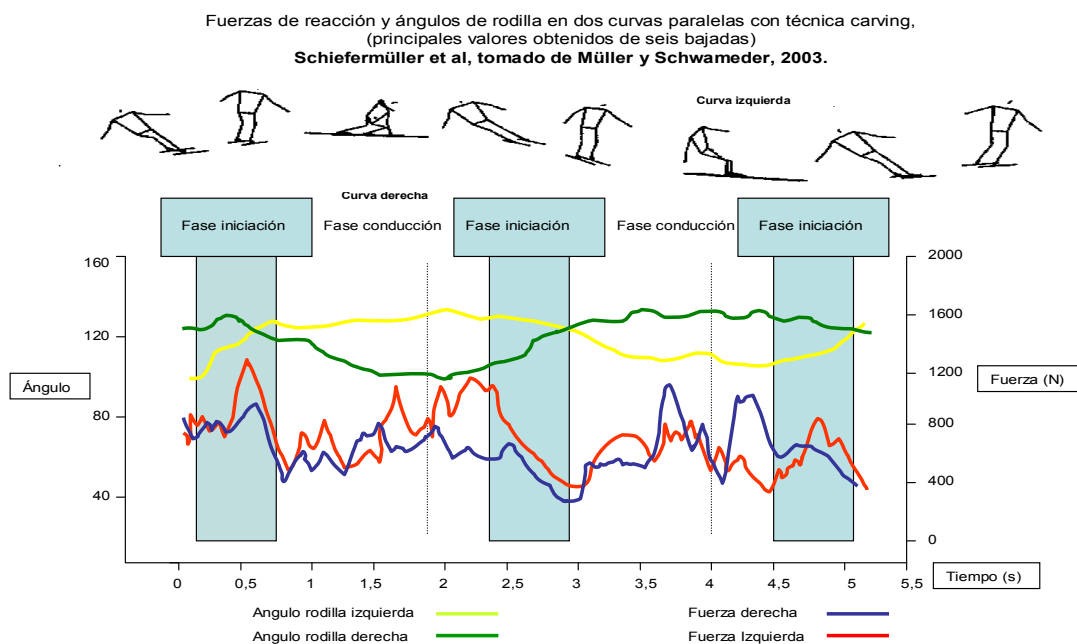 Fuerzas de reacción y ángulos de rodilla en dos curvas paralelas con técnica carving,
(principales valores obtenidos de seis bajadas)
Schiefermüller et al, tomado de Müller y Schwameder, 2003.
Curva izquierda
Curva derecha
Fase iniciación Fase conducción Fase iniciación Fase conducción Fase iniciación
160 2000
1600
120
1200
Ángulo Fuerza (N)
80 800
400
40
0
0 0,5 1 1,5 2 2,5 3 3,5 4 4,5 5 5,5 Tiempo (s)
Angulo rodilla izquierda Fuerza derecha
Angulo rodilla derecha Fuerza Izquierda